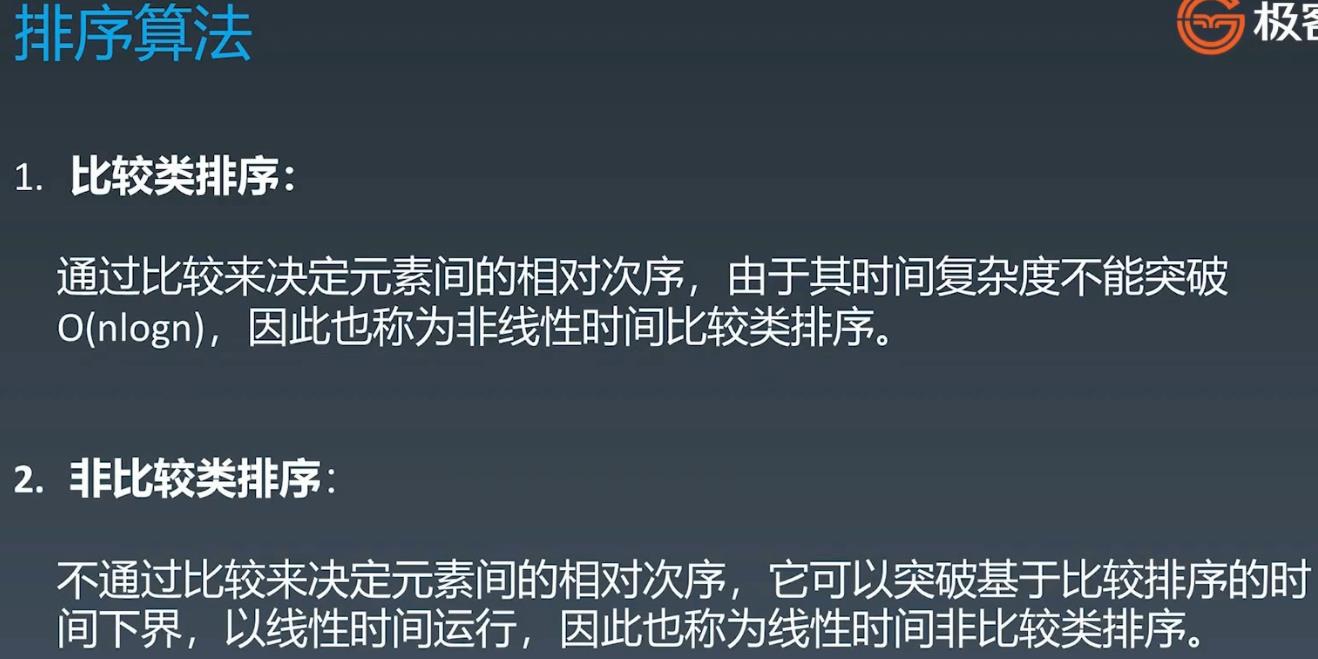 排序算法
极客
1. 比较类排序：
通过比较来决定元素间的相对次序，由于其时间复杂度不能突破
O(nlogn)，因此也称为非线性时间比较类排序。
2. 非比较类排序：
不通过比较来决定元素间的相对次序，它可以突破基于比较排序的时
间下界，以线性时间运行，因此也称为线性时间非比较类排序。